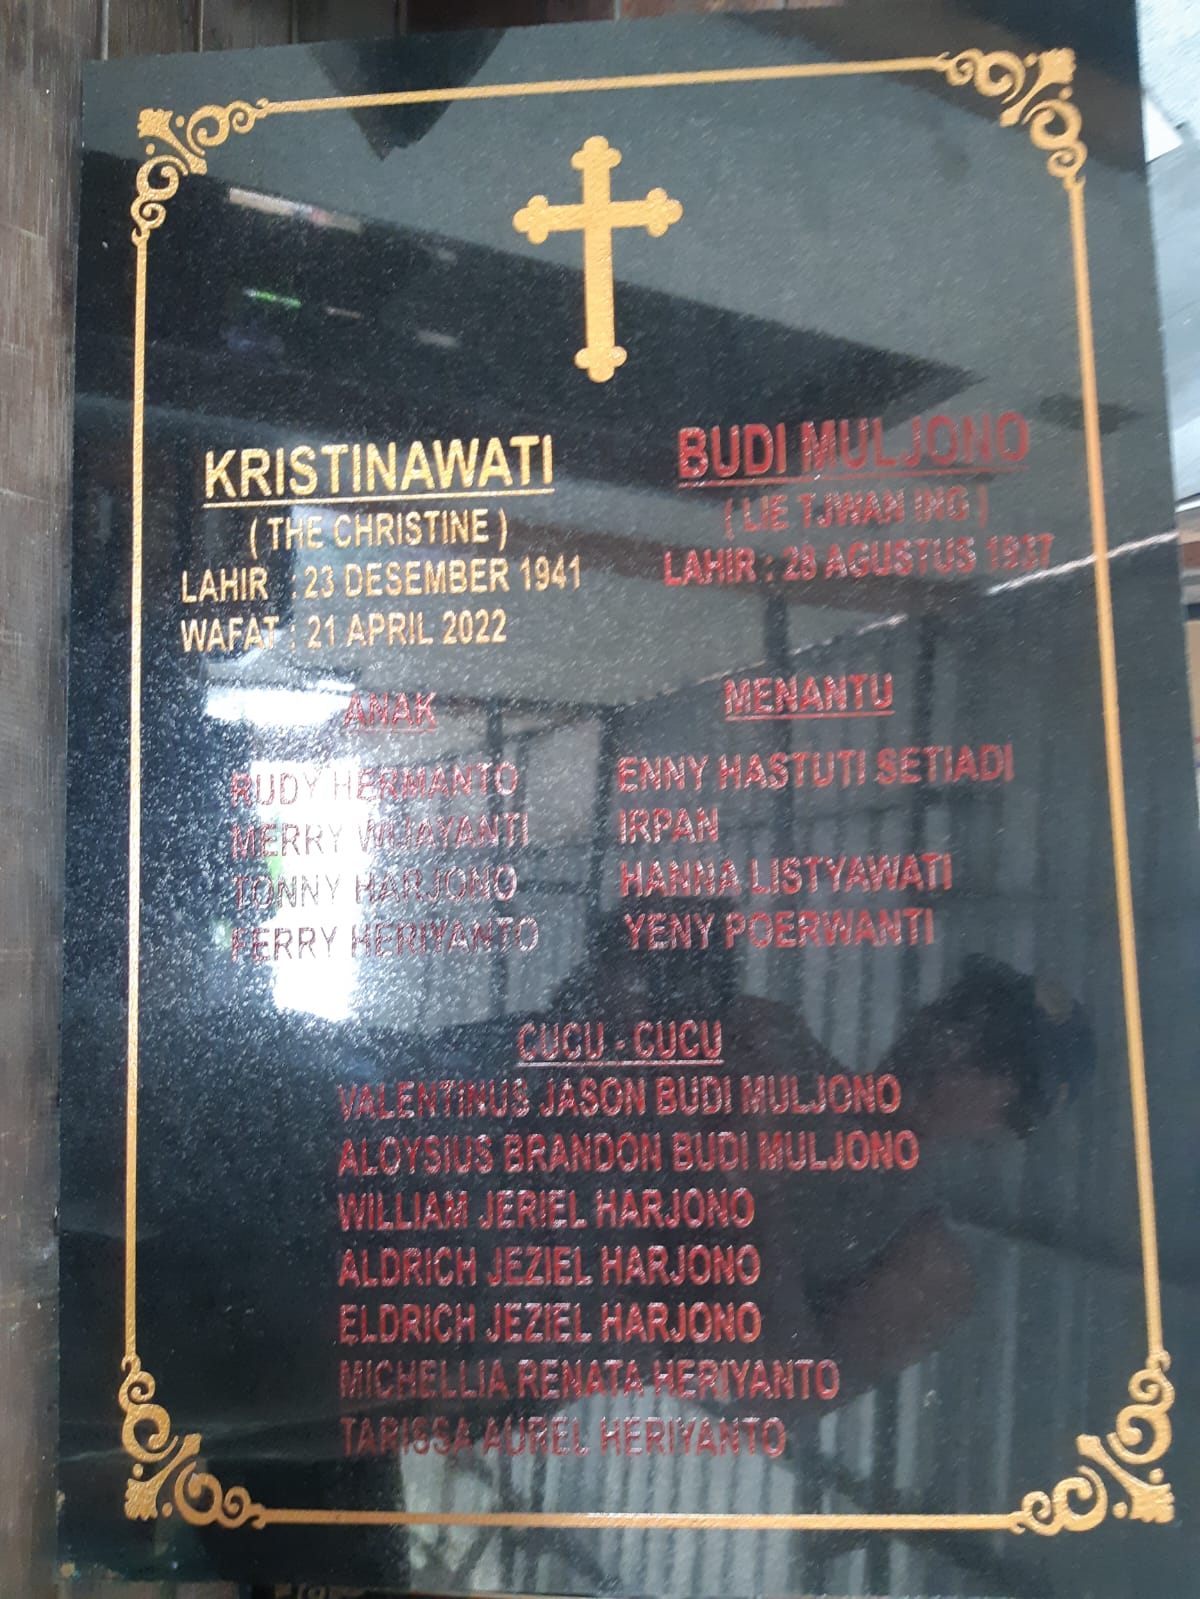 KRISTINAWATI
( THE CHRISTINE )
LAHIR : 23 DESEMBER 1941
WAFAT : 21 APRIL 2022
BUDI MULJONO
( LIE TJWAN ING )
LAHIR : 28 AGUSTUS 1937
ANAK
RUDY HERMANTO
MERRY WIJAYANTI
TONNY HARJONO
FERRY HERIYANTO
MENANTU
ENNY HASTUTI SETIADI
IRPAN
HANNA LISTYAWATI
YENY POERWANTI
CUCU - CUCU
VALENTINUS JASON BUDI MULJONO
ALOYSIUS BRANDON BUDI MULJONO
WILLIAM JERIEL HARJONO
ALDRICH JEZIEL HARJONO
ELDRICH JEZIEL HARJONO
MICHELLIA RENATA HERIYANTO
TARISSA AUREL HERIYANTO